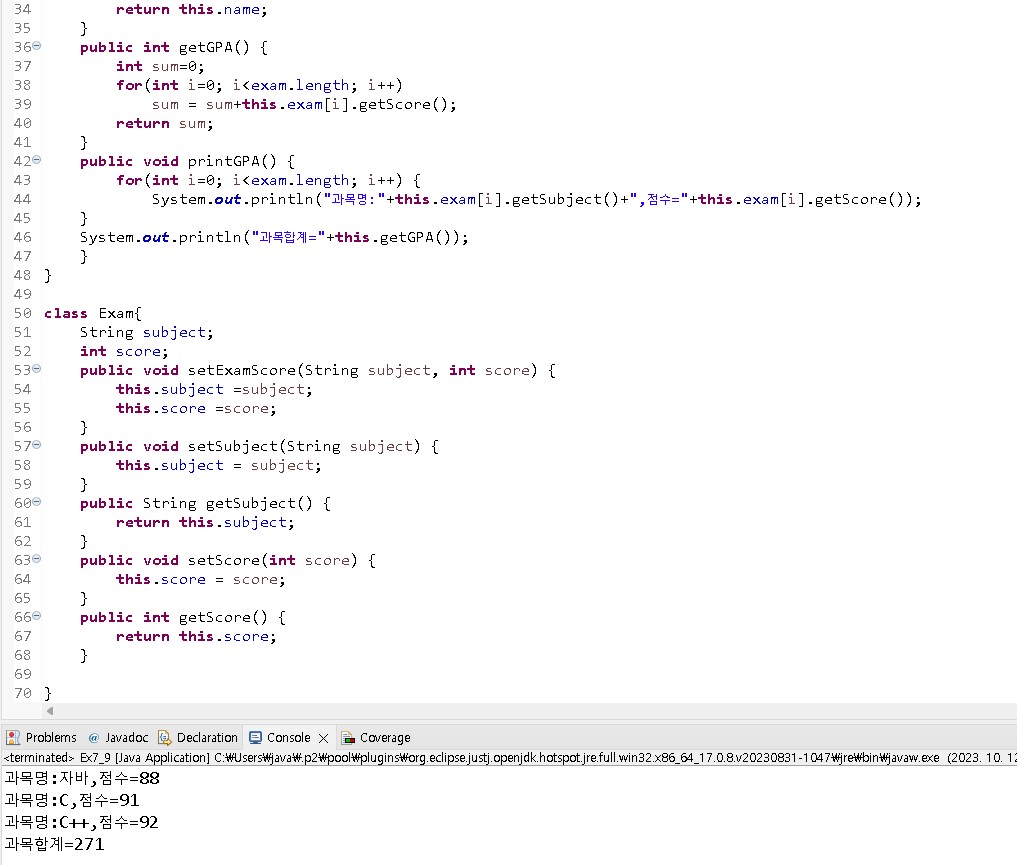 34 return this.name;
35 }
36 public int getGPA() {
37 int sum=0;
38 for(int i=0; i<exam.length; i++)
39 sum = sum+this.exam[i].getScore();
40 return sum;
41 }
42 public void printGPA() {
43 for(int i=0; i<exam.length; i++) {
44 System.out.println("과목명:"+this.exam[i].getSubject()+",점수="+this.exam[i].getScore());
45 }
46 System.out.println("과목합계="+this.getGPA());
47 }
48 }
49
50 class Exam{
51 String subject;
52 int score;
53 public void setExamScore(String subject, int score) {
54 this.subject =subject;
55 this.score =score;
56 }
57 public void setSubject(String subject) {
58 this.subject = subject;
59 }
60 public String getSubject() {
61 return this.subject;
62 }
63 public void setScore(int score) {
64 this.score = score;
65 }
66 public int getScore() {
67 return this.score;
68 }
69
70 }
Problems @ Javadoc Declaration Console Coverage
<terminated> Ex7_9 [Java Application] C:₩Users₩java₩.p2₩pool₩plugins₩org.eclipse.justj.openjdk.hotspot.jre.full.win32.x86_64_17.0.8.v20230831-1047₩jre₩bin₩javaw.exe (2023. 10. 12
과목명:자바,점수=88
과목명:C,점수=91
과목명:C++,점수=92
과목합계=271